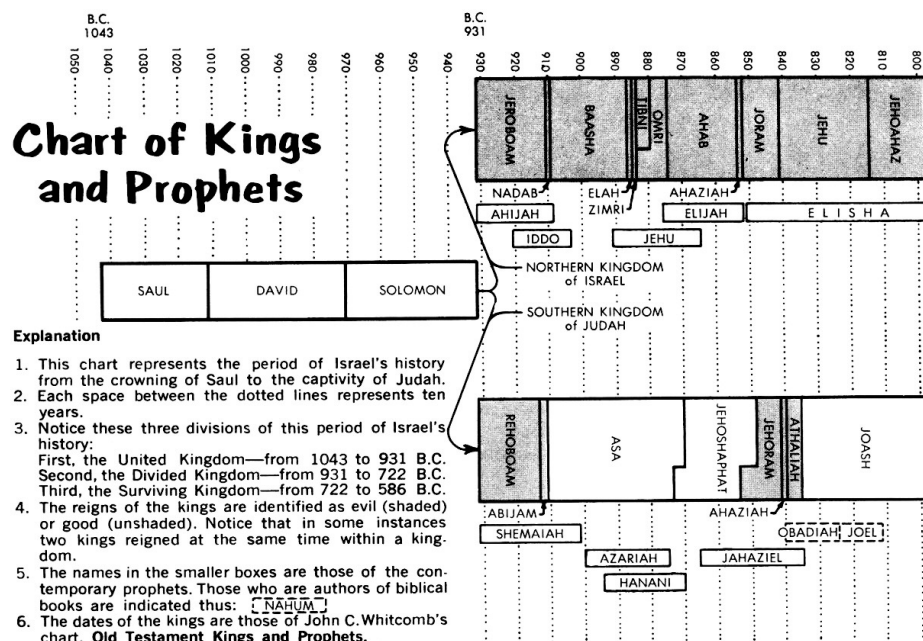 B.C.
1043
B.C.
931
1050 1040 1030 1020 1010 1000 990 980 970 960 950 940 930 920 910 900 890 880 870 860 850 840 830 820 810 800
Chart of Kings
and Prophets
JEROBOAM BAASHA TIBNI OMRI AHAB JORAM JEHU JEHOAHAZ
NADAB ELAH AHAZIAH
ZIMRI
AHIJAH ELIJAH ELISHA
IDDO JEHU
NORTHERN KINGDOM
of ISRAEL
SAUL DAVID SOLOMON
SOUTHERN KINGDOM
of JUDAH
Explanation
1. This chart represents the period of Israel's history
from the crowning of Saul to the captivity of Judah.
2. Each space between the dotted lines represents ten
years.
3. Notice these three divisions of this period of Israel's
history:
First, the United Kingdom—from 1043 to 931 B.C.
Second, the Divided Kingdom—from 931 to 722 B.C.
Third, the Surviving Kingdom—from 722 to 586 B.C.
4. The reigns of the kings are identified as evil (shaded)
or good (unshaded). Notice that in some instances
two kings reigned at the same time within a king-
dom.
5. The names in the smaller boxes are those of the con-
temporary prophets. Those who are authors of biblical
books are indicated thus: NAHUM
6. The dates of the kings are those of John C. Whitcomb's
chart, Old Testament Kings and Prophets.
REHOBOAM ASA JEHOSHAPHAT JEHORAM ATHALIAH JOASH
ABIJAM AHAZIAH
SHEMAIAH OBADIAH JOEL
AZARIAH JAHAZIEL
HANANI